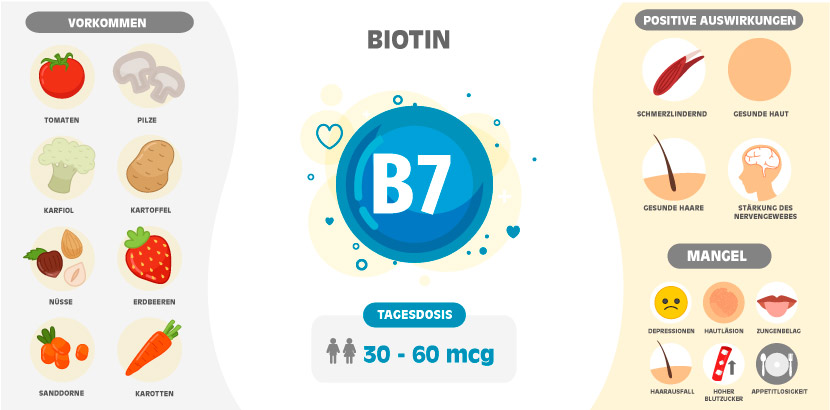 VORKOMMEN
TOMATEN
PILZE
KARFIOL
KARTOFFEL
NÜSSE
ERDBEEREN
SANDDORNE
KAROTTEN
BIOTIN
B7
TAGESDOSIS
30 - 60 mcg
POSITIVE AUSWIRKUNGEN
SCHMERZLINDERND
GESUNDE HAUT
GESUNDE HAARE
STÄRKUNG DES
NERVENGEWEBES
MANGEL
DEPRESSIONEN
HAUTLÄSION
ZUNGENBELAG
HAARAUSFALL
HOHER
BLUTZUCKER
APPETITLOSIGKEIT